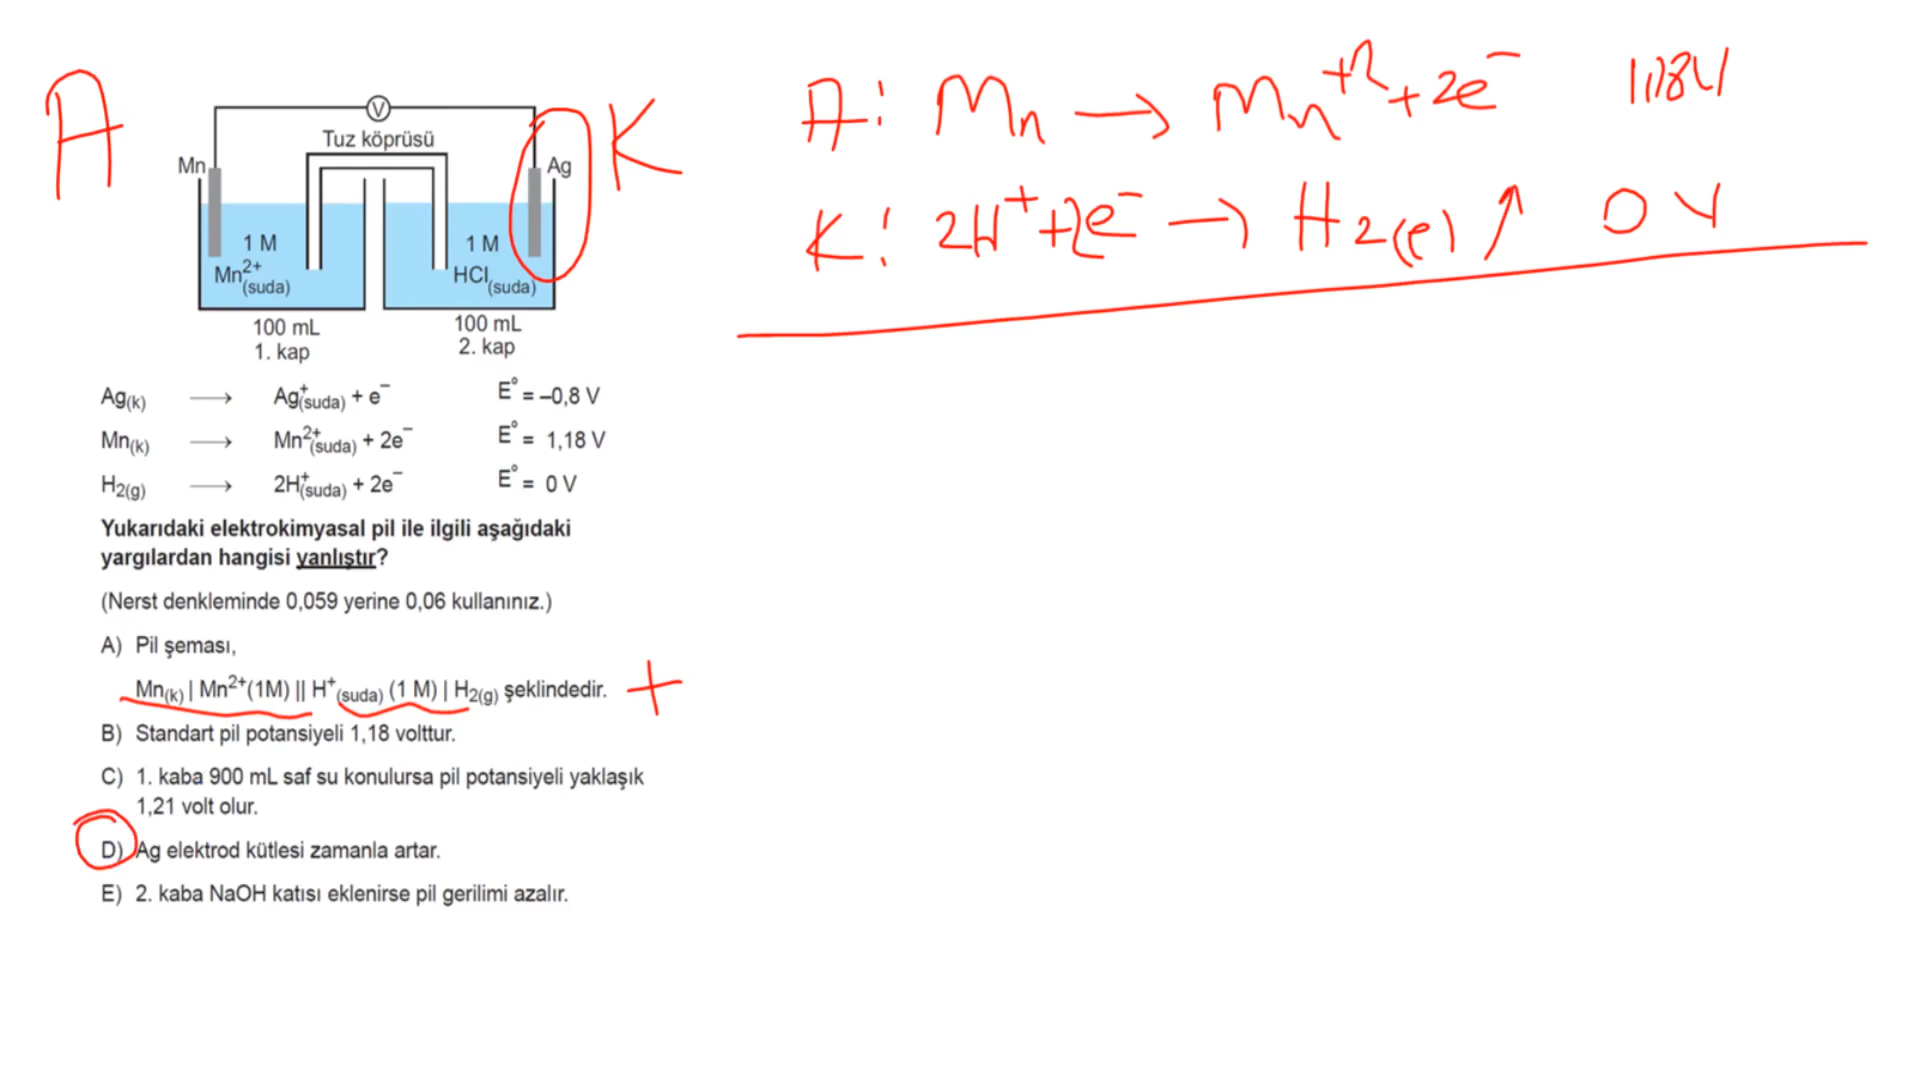 A
K
V
Tuz köprüsü
Mn
Ag
1 M
Mn2+(suda)
1 M
HCl(suda)
100 mL
1. kap
100 mL
2. kap
A: Mn → Mn+2 + 2e− 1,18V
K: 2H+ + 2e− → H2(g) ↑ 0 V
Ag(k) → Ag+(suda) + e− E° = –0,8 V
Mn(k) → Mn2+(suda) + 2e− E° = 1,18 V
H2(g) → 2H+(suda) + 2e− E° = 0 V
Yukarıdaki elektrokimyasal pil ile ilgili aşağıdaki
yargılardan hangisi yanlıştır?
(Nerst denkleminde 0,059 yerine 0,06 kullanınız.)
A) Pil şeması,
Mn(k) | Mn2+(1M) || H+(suda) (1 M) | H2(g) şeklindedir. +
B) Standart pil potansiyeli 1,18 volttur.
C) 1. kaba 900 mL saf su konulursa pil potansiyeli yaklaşık
1,21 volt olur.
D) Ag elektrod kütlesi zamanla artar.
E) 2. kaba NaOH katısı eklenirse pil gerilimi azalır.